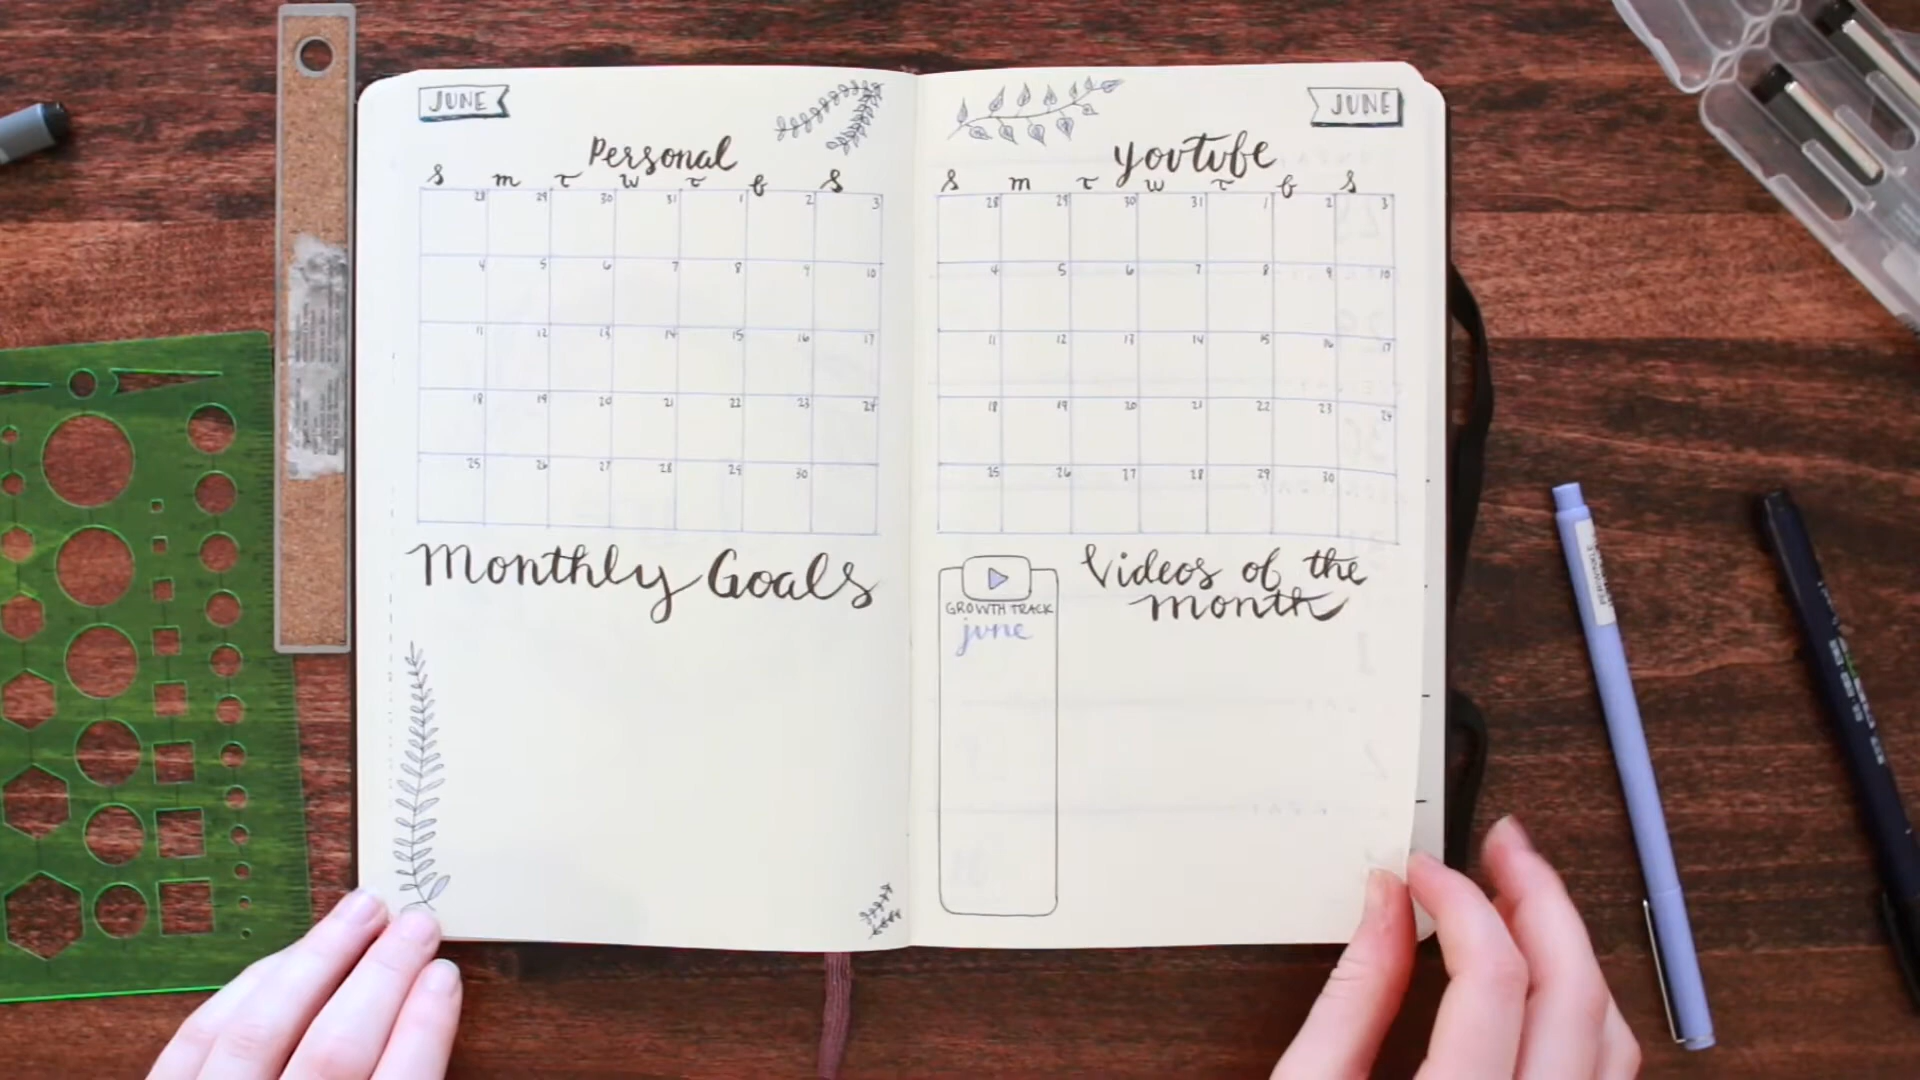 JUNE
Personal
S M T W T F S
28 29 30 31 1 2 3
4 5 6 7 8 9 10
11 12 13 14 15 16 17
18 19 20 21 22 23 24
25 26 27 28 29 30
Monthly Goals
JUNE
YouTube
S M T W T F S
28 29 30 31 1 2 3
4 5 6 7 8 9 10
11 12 13 14 15 16 17
18 19 20 21 22 23 24
25 26 27 28 29 30
GROWTH TRACK
june
Videos of the
month
PERIWINKLE